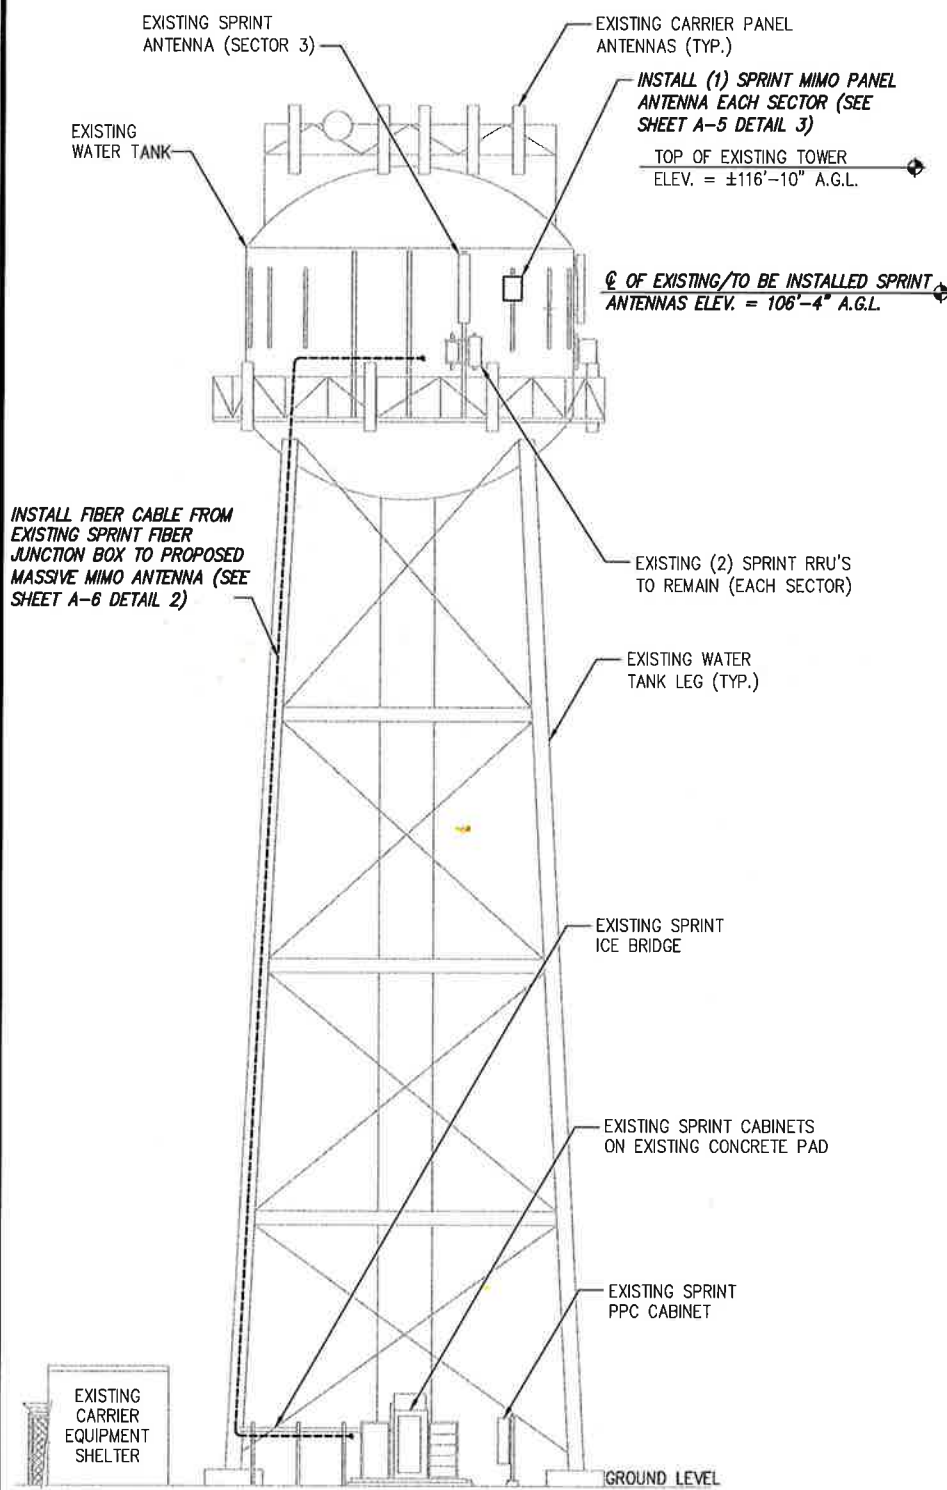 EXISTING SPRINT
ANTENNA (SECTOR 3)
EXISTING CARRIER PANEL
ANTENNAS (TYP.)
INSTALL (1) SPRINT MIMO PANEL
ANTENNA EACH SECTOR (SEE
SHEET A-5 DETAIL 3)
EXISTING
WATER TANK
TOP OF EXISTING TOWER
ELEV. = ±116'-10" A.G.L.
℄ OF EXISTING/TO BE INSTALLED SPRINT
ANTENNAS ELEV. = 106'-4" A.G.L.
INSTALL FIBER CABLE FROM
EXISTING SPRINT FIBER
JUNCTION BOX TO PROPOSED
MASSIVE MIMO ANTENNA (SEE
SHEET A-6 DETAIL 2)
EXISTING (2) SPRINT RRU'S
TO REMAIN (EACH SECTOR)
EXISTING WATER
TANK LEG (TYP.)
EXISTING SPRINT
ICE BRIDGE
EXISTING SPRINT CABINETS
ON EXISTING CONCRETE PAD
EXISTING SPRINT
PPC CABINET
EXISTING
CARRIER
EQUIPMENT
SHELTER
GROUND LEVEL